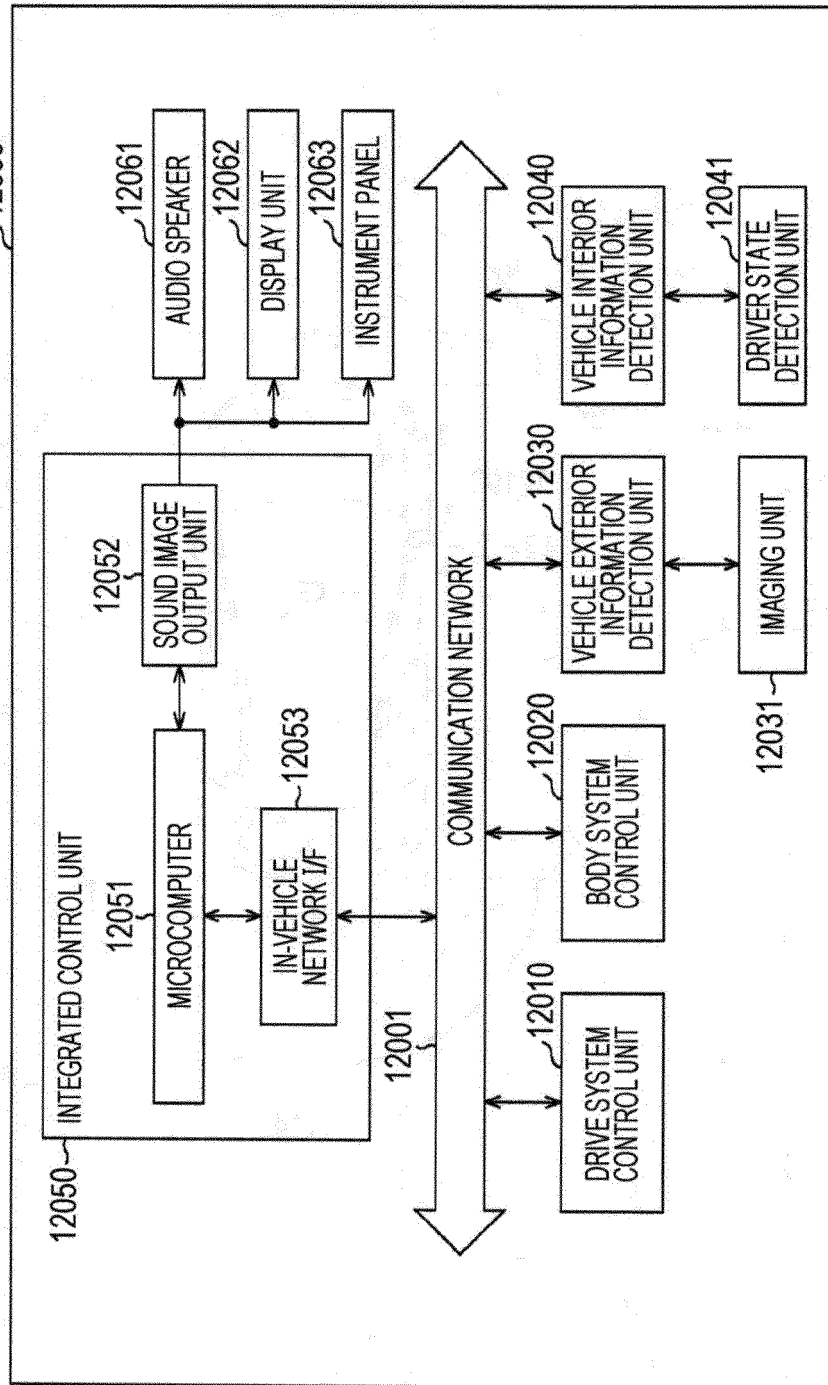 INTEGRATED CONTROL UNIT
12050
12051
MICROCOMPUTER
12052
SOUND IMAGE
OUTPUT UNIT
12053
IN-VEHICLE
NETWORK I/F
12061
AUDIO SPEAKER
12062
DISPLAY UNIT
12063
INSTRUMENT PANEL
12001
COMMUNICATION NETWORK
12010
DRIVE SYSTEM
CONTROL UNIT
12020
BODY SYSTEM
CONTROL UNIT
12030
VEHICLE EXTERIOR
INFORMATION
DETECTION UNIT
12040
VEHICLE INTERIOR
INFORMATION
DETECTION UNIT
12031
IMAGING UNIT
12041
DRIVER STATE
DETECTION UNIT